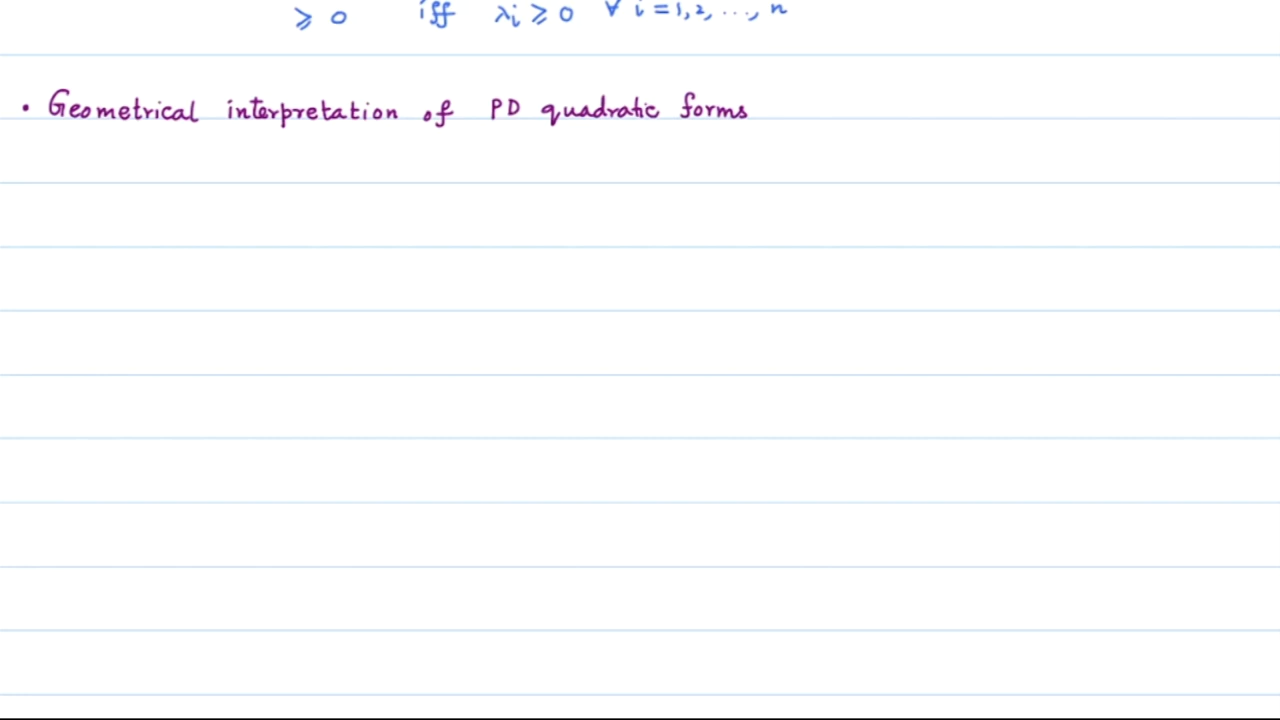 ≥ 0 iff λi ≥ 0 ∀ i = 1, 2, ..., n
• Geometrical interpretation of PD quadratic forms